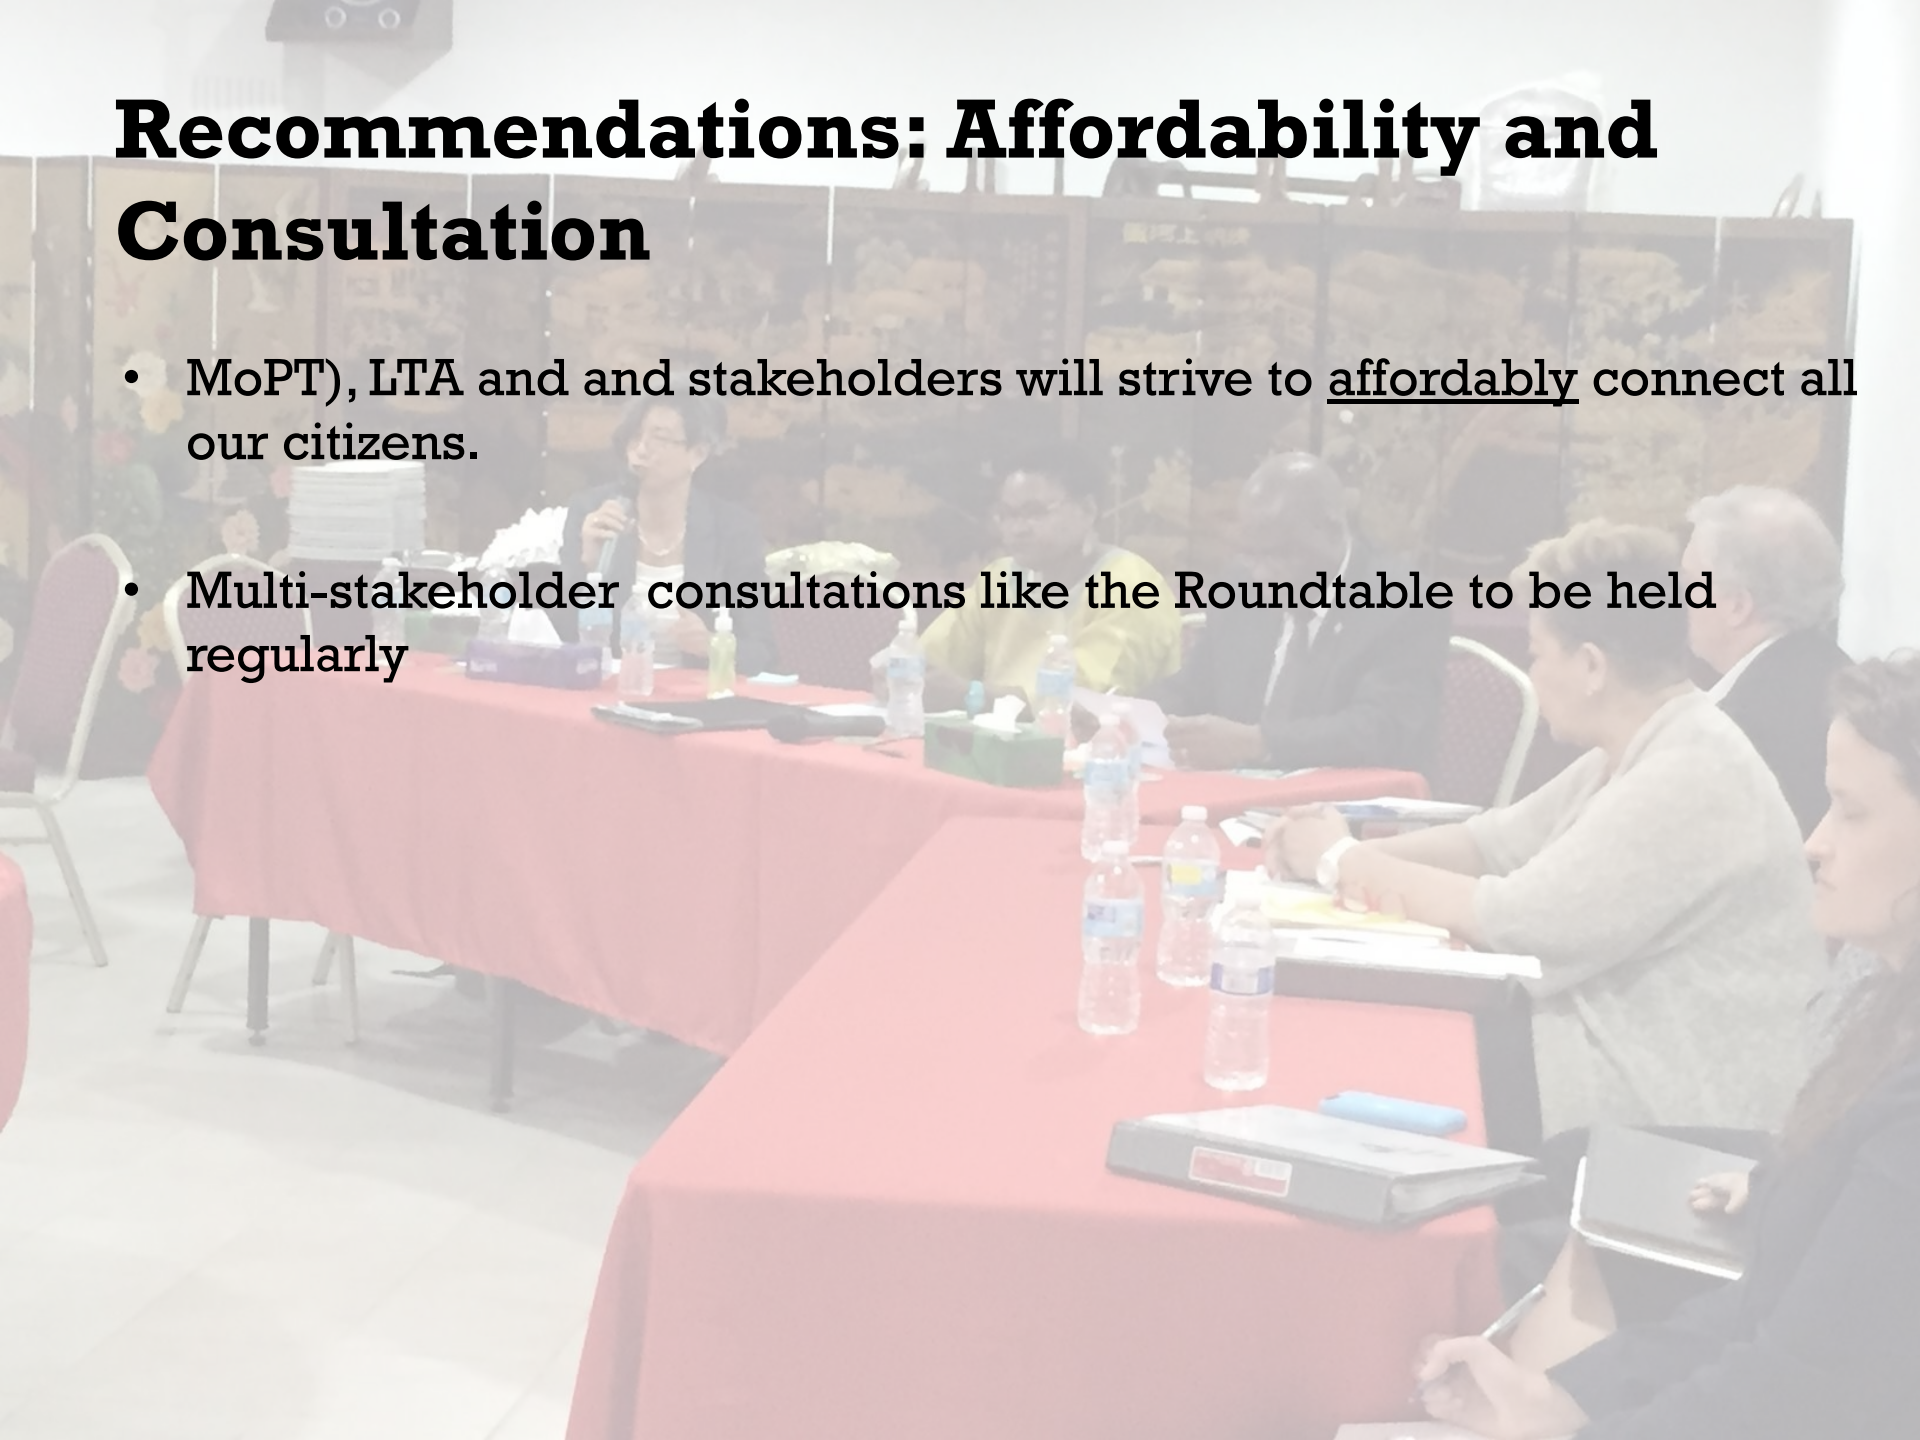 Recommendations: Affordability and
Consultation
• MoPT), LTA and and stakeholders will strive to affordably connect all
our citizens.
• Multi-stakeholder  consultations like the Roundtable to be held
regularly